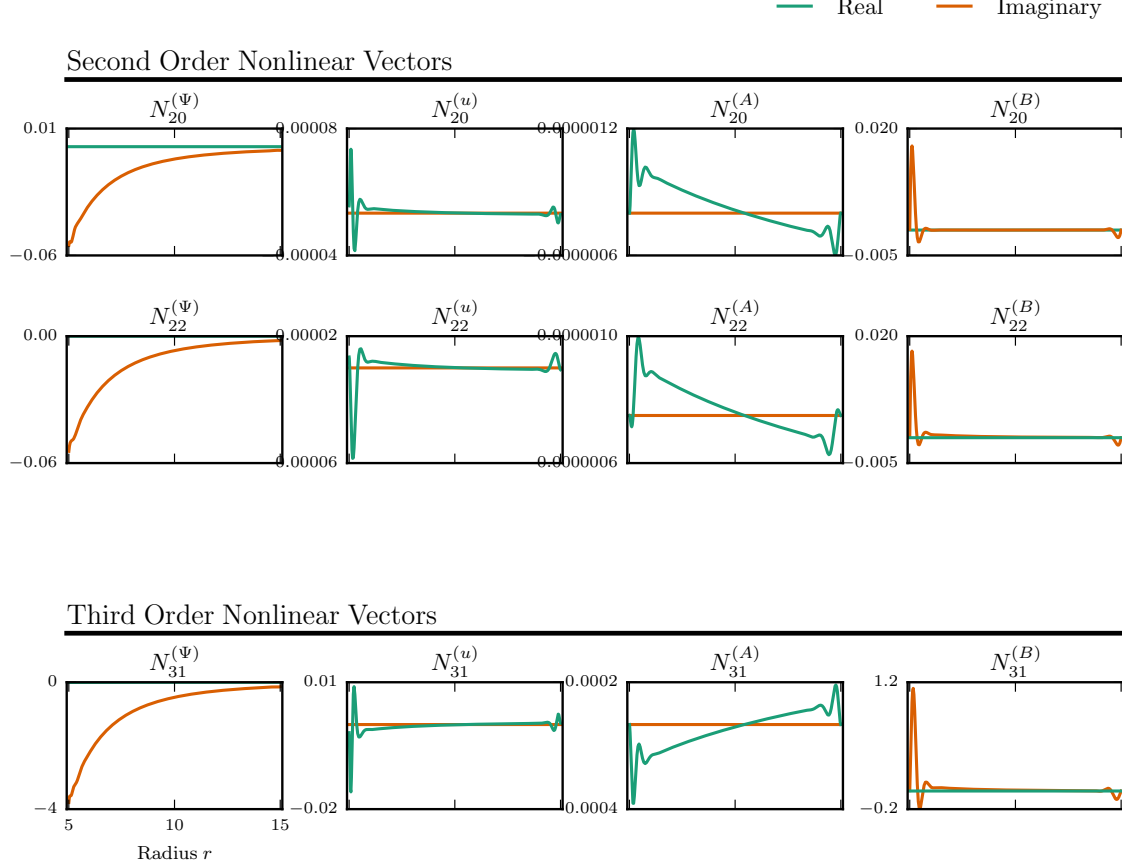 Real Imaginary
Second Order Nonlinear Vectors
N_{20}^{(Ψ)} N_{20}^{(u)} N_{20}^{(A)} N_{20}^{(B)}
0.01 0.00008 0.0000012 0.020
−0.06 0.00004 0.0000006 −0.005
N_{22}^{(Ψ)} N_{22}^{(u)} N_{22}^{(A)} N_{22}^{(B)}
0.00 0.00002 0.0000010 0.020
−0.06 0.00006 0.0000006 −0.005
Third Order Nonlinear Vectors
N_{31}^{(Ψ)} N_{31}^{(u)} N_{31}^{(A)} N_{31}^{(B)}
0 0.01 0.0002 1.2
−4 −0.02 0.0004 −0.2
5 10 15
Radius r